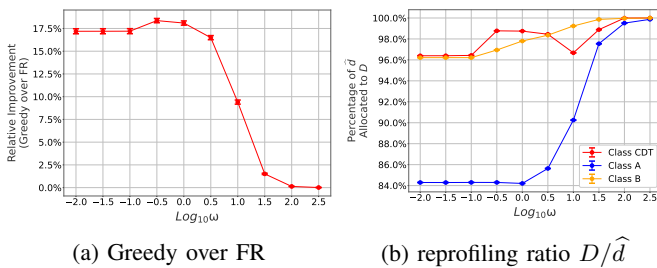 Relative Improvement
(Greedy over FR)
17.5%
15.0%
12.5%
10.0%
7.5%
5.0%
2.5%
0.0%
-2.0 -1.5 -1.0 -0.5 0.0 0.5 1.0 1.5 2.0 2.5
Log₁₀ω
(a) Greedy over FR
Percentage of d̂
Allocated to D
100.0%
98.0%
96.0%
94.0%
92.0%
90.0%
88.0%
86.0%
84.0%
Class CDT
Class A
Class B
-2.0 -1.5 -1.0 -0.5 0.0 0.5 1.0 1.5 2.0 2.5
Log₁₀ω
(b) reprofiling ratio D/d̂